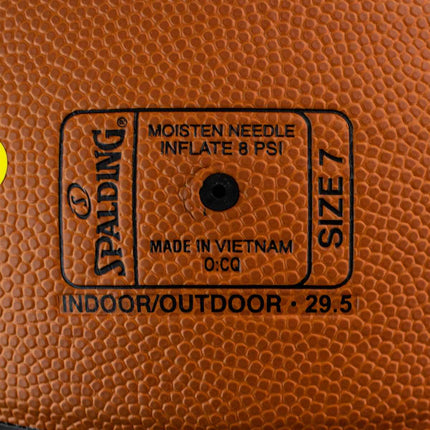 SPALDING
MOISTEN NEEDLE
INFLATE 8 PSI
MADE IN VIETNAM
O:CQ
SIZE 7
INDOOR/OUTDOOR · 29.5